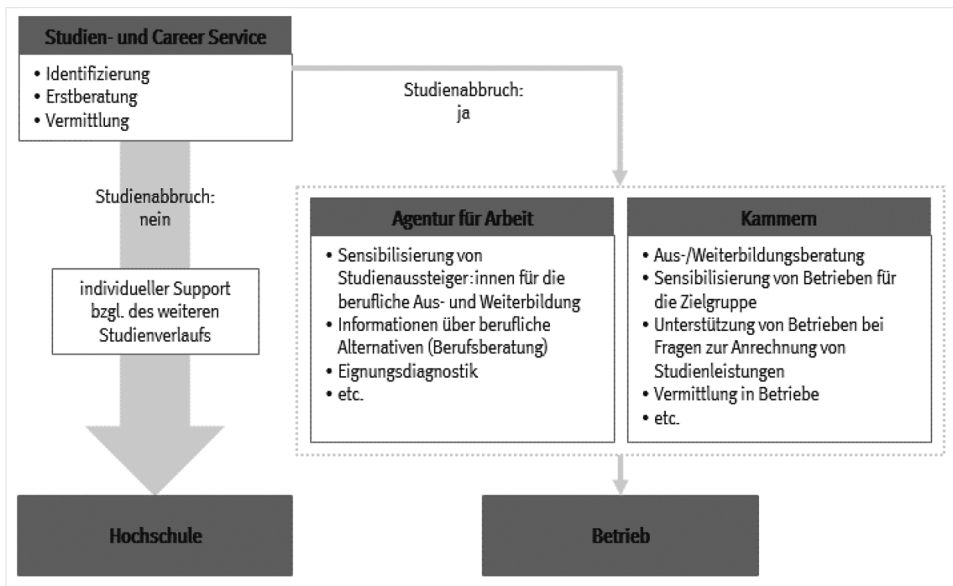 Studien- und Career Service
• Identifizierung
• Erstberatung
• Vermittlung
Studienabbruch:
ja
Studienabbruch:
nein
individueller Support
bzgl. des weiteren
Studienverlaufs
Agentur für Arbeit
• Sensibilisierung von
Studienaussteiger:innen für die
berufliche Aus- und Weiterbildung
• Informationen über berufliche
Alternativen (Berufsberatung)
• Eignungsdiagnostik
• etc.
Kammern
• Aus-/Weiterbildungsberatung
• Sensibilisierung von Betrieben für
die Zielgruppe
• Unterstützung von Betrieben bei
Fragen zur Anrechnung von
Studienleistungen
• Vermittlung in Betriebe
• etc.
Hochschule
Betrieb